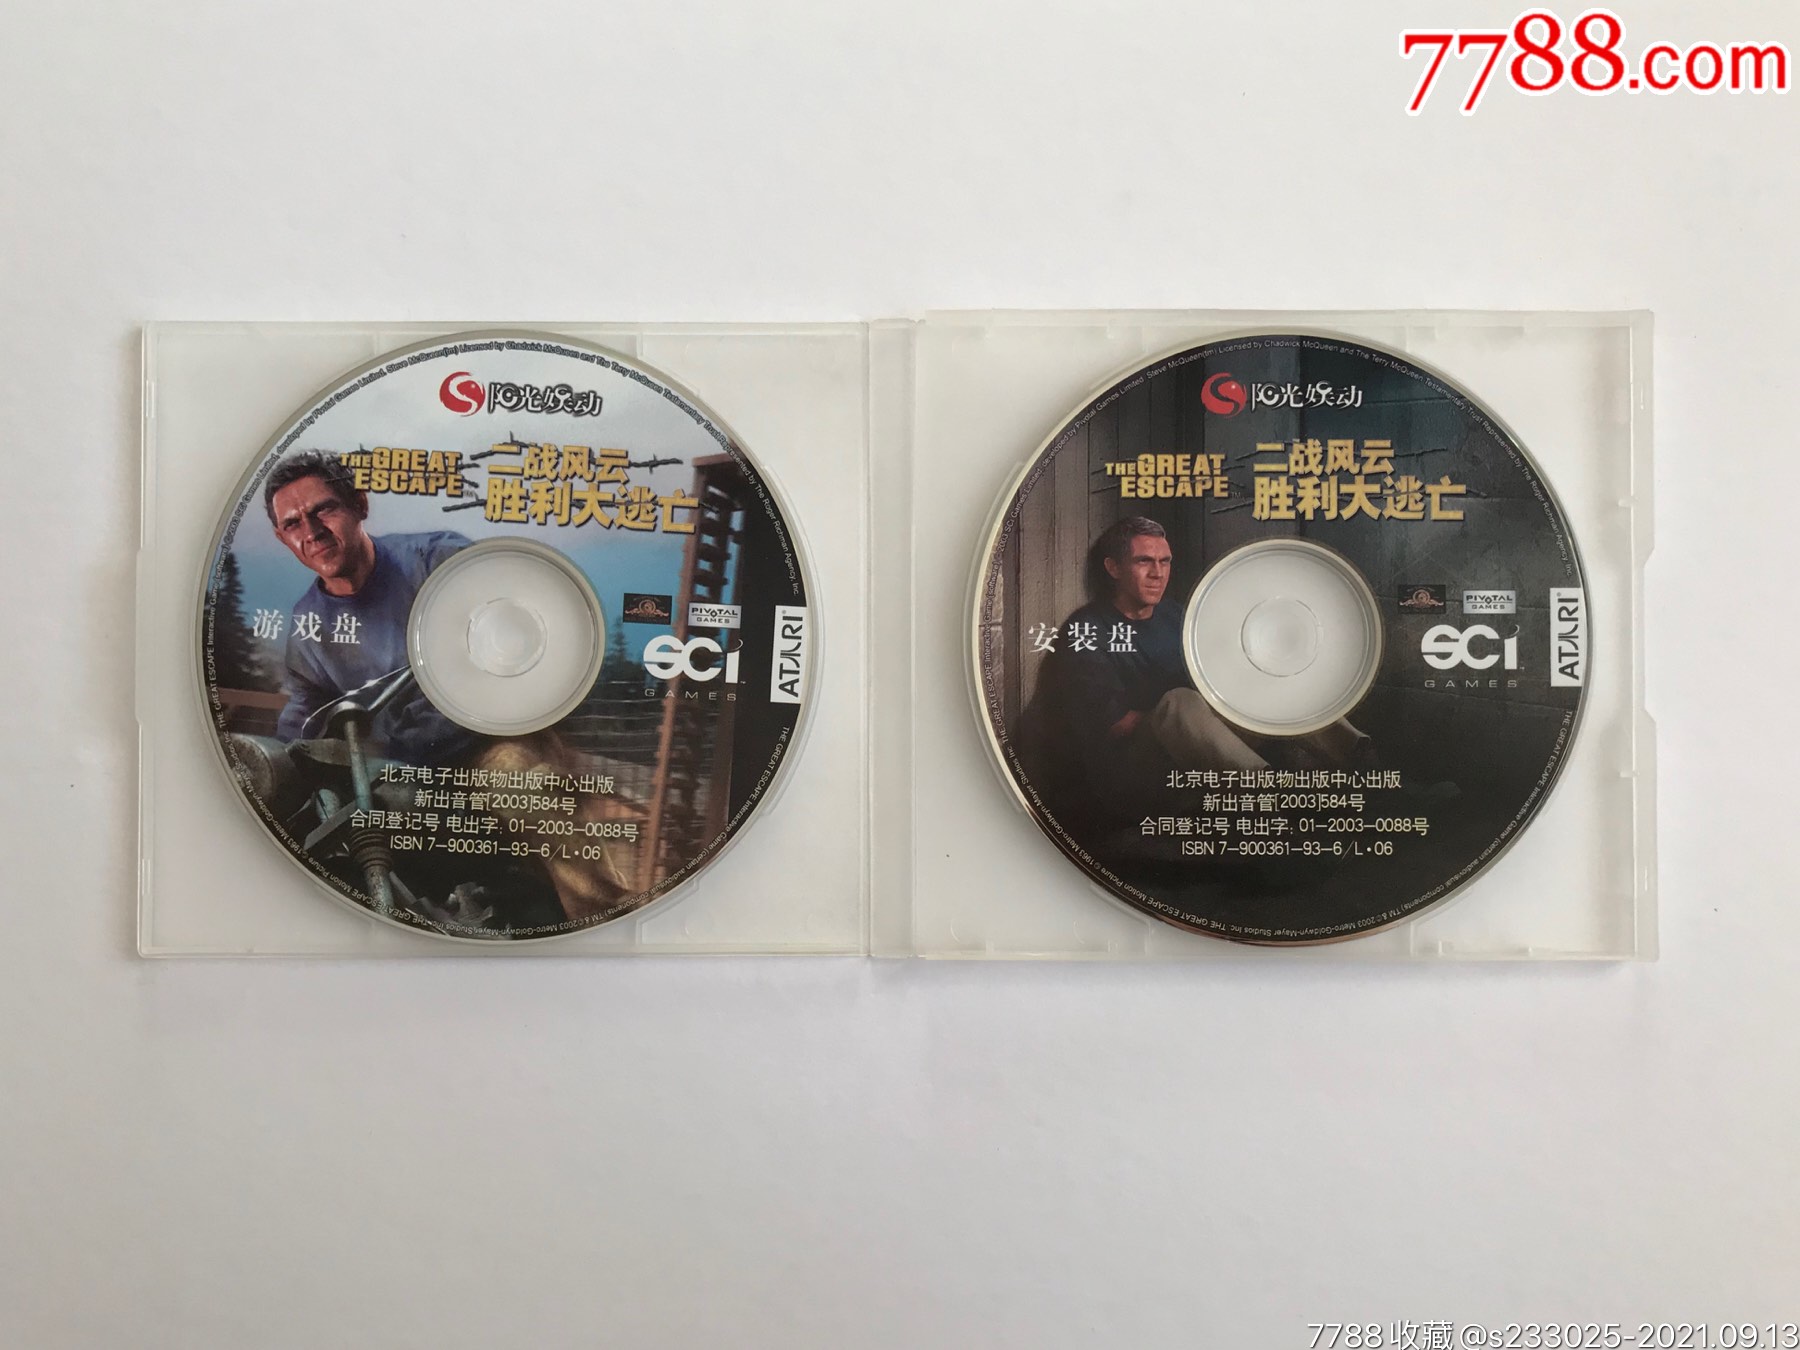 7788.com
阳光娱动
THE GREAT ESCAPE™
二战风云
胜利大逃亡
游戏盘
PIVOTAL GAMES
SCi GAMES
ATARI
北京电子出版物出版中心出版
新出音管[2003]584号
合同登记号 电出字：01-2003-0088号
ISBN 7-900361-93-6/L·06
阳光娱动
THE GREAT ESCAPE™
二战风云
胜利大逃亡
安装盘
PIVOTAL GAMES
SCi GAMES
ATARI
北京电子出版物出版中心出版
新出音管[2003]584号
合同登记号 电出字：01-2003-0088号
ISBN 7-900361-93-6/L·06
7788收藏@s233025-2021.09.13